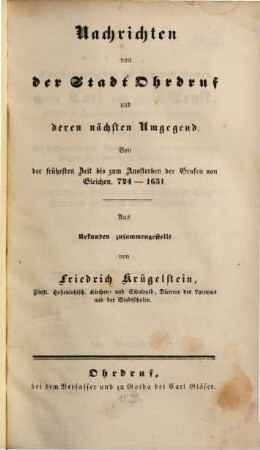 Nachrichten
von
der Stadt Ohrdruf
und
deren nächsten Umgegend.
Von
der frühesten Zeit bis zum Aussterben der Grafen von
Gleichen. 724 — 1631.
Aus
Urkunden zusammengestellt
von
Friedrich Krügelstein,
Fürstl. Hohenlohisch. Kirchen- und Schulrath, Director des Lyceums
und der Stadtschulen.
Ohrdruf,
bei dem Verfasser und zu Gotha bei Carl Gläser.